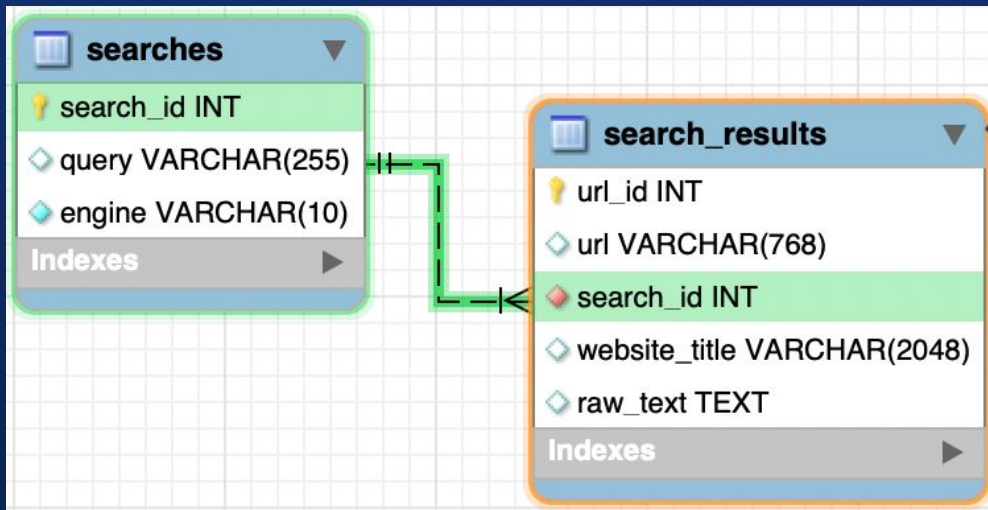 searches
search_id INT
query VARCHAR(255)
engine VARCHAR(10)
Indexes
search_results
url_id INT
url VARCHAR(768)
search_id INT
website_title VARCHAR(2048)
raw_text TEXT
Indexes